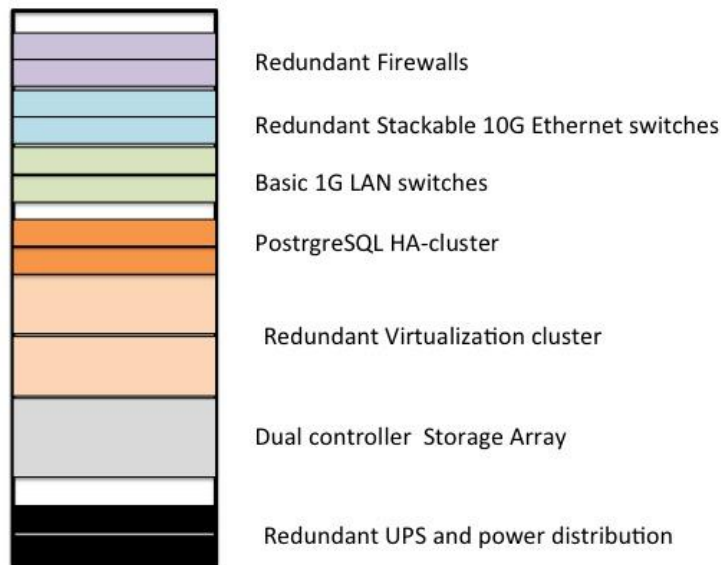 Redundant Firewalls
Redundant Stackable 10G Ethernet switches
Basic 1G LAN switches
PostrgreSQL HA-cluster
Redundant Virtualization cluster
Dual controller  Storage Array
Redundant UPS and power distribution